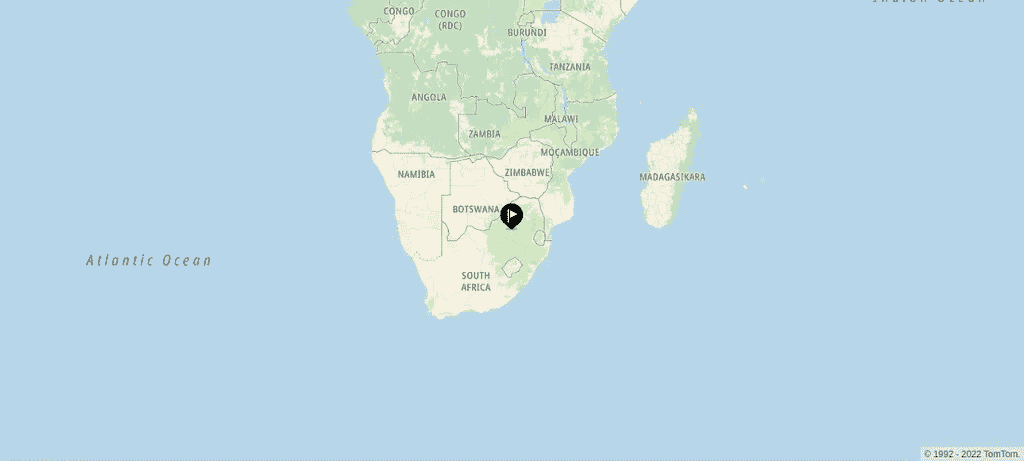 Indian Ocean
CONGO
CONGO
(RDC)
BURUNDI
TANZANIA
ANGOLA
MALAWI
ZAMBIA
MOÇAMBIQUE
ZIMBABWE
NAMIBIA
MADAGASIKARA
BOTSWANA
Atlantic Ocean
SOUTH
AFRICA
© 1992 - 2022 TomTom.